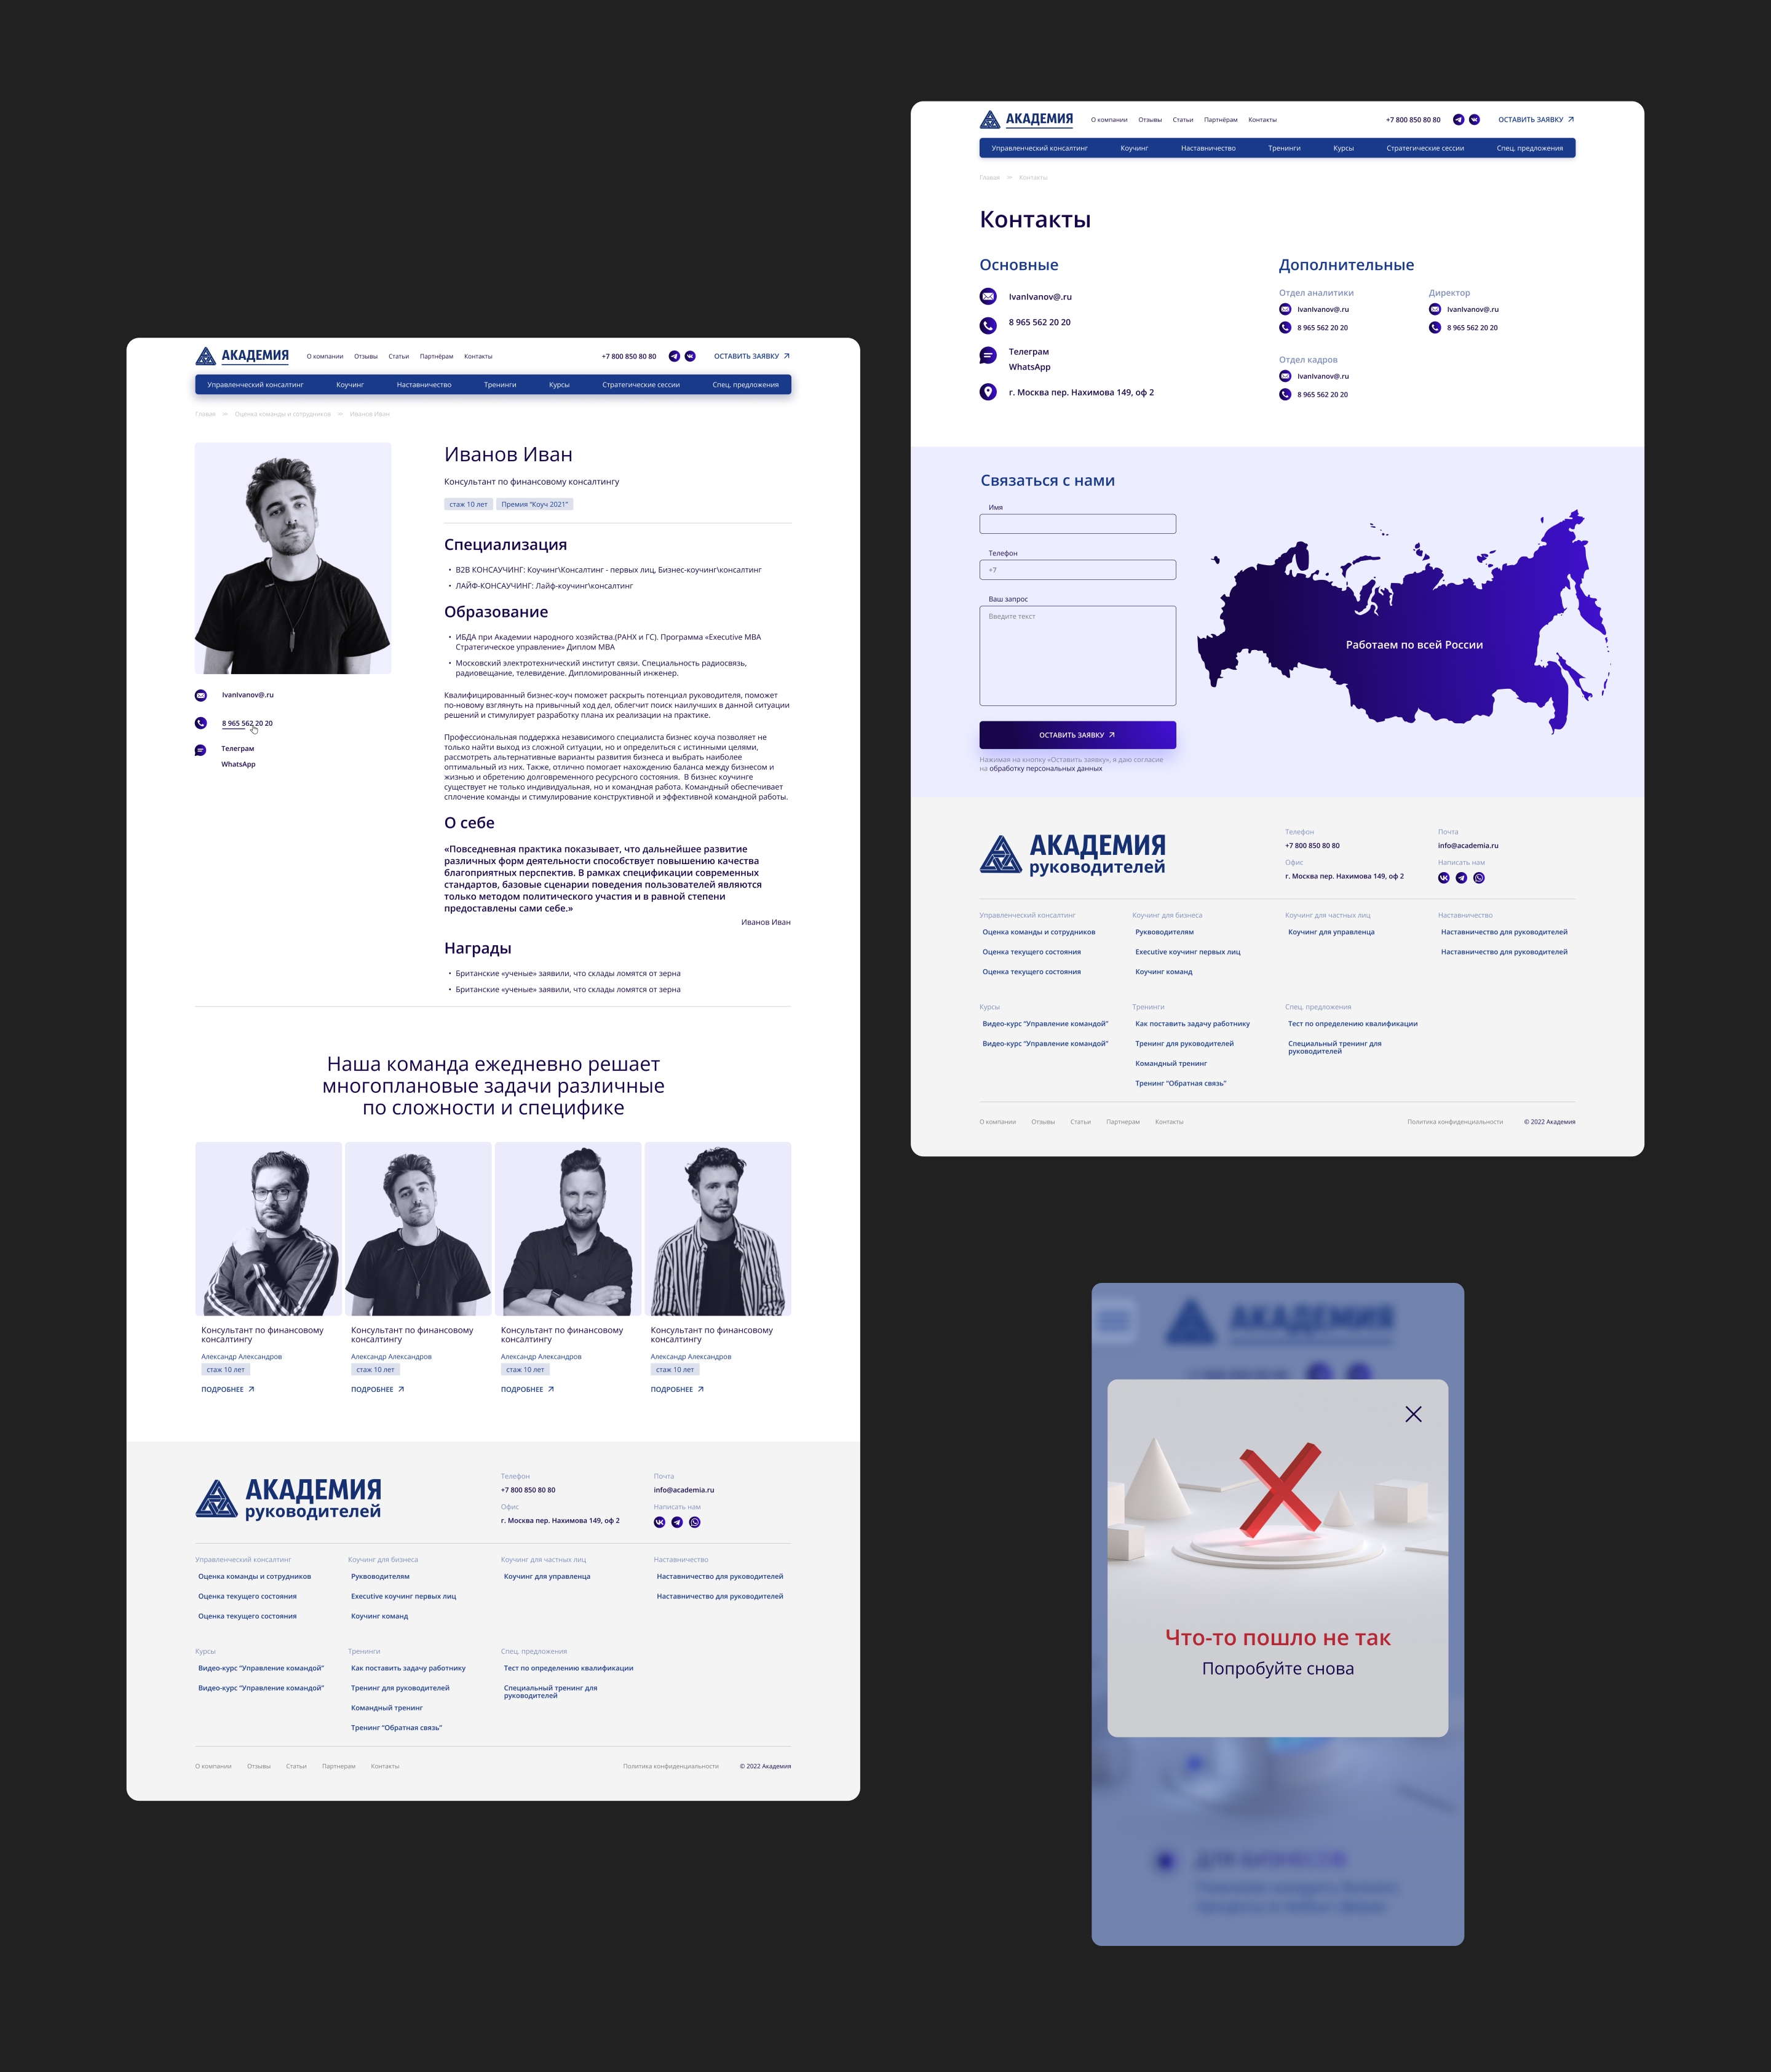 АКАДЕМИЯ
О компании Отзывы Статьи Партнёрам Контакты
+7 800 850 80 80
ОСТАВИТЬ ЗАЯВКУ
Управленческий консалтинг Коучинг Наставничество Тренинги Курсы Стратегические сессии Спец. предложения
Главая Оценка команды и сотрудников Иванов Иван
Иванов Иван
Консультант по финансовому консалтингу
стаж 10 лет Премия “Коуч 2021”
Специализация
• B2B КОНСАУЧИНГ: Коучинг\Консалтинг - первых лиц, Бизнес-коучинг\консалтинг
• ЛАЙФ-КОНСАУЧИНГ: Лайф-коучинг\консалтинг
Образование
• ИБДА при Академии народного хозяйства.(РАНХ и ГС). Программа «Executive MBA
Стратегическое управление» Диплом MBA
• Московский электротехнический институт связи. Специальность радиосвязь,
радиовещание, телевидение. Дипломированный инженер.
Квалифицированный бизнес-коуч поможет раскрыть потенциал руководителя, поможет
по-новому взглянуть на привычный ход дел, облегчит поиск наилучших в данной ситуации
решений и стимулирует разработку плана их реализации на практике.
Профессиональная поддержка независимого специалиста бизнес коуча позволяет не
только найти выход из сложной ситуации, но и определиться с истинными целями,
рассмотреть альтернативные варианты развития бизнеса и выбрать наиболее
оптимальный из них. Также, отлично помогает нахождению баланса между бизнесом и
жизнью и обретению долговременного ресурсного состояния. В бизнес коучинге
существует не только индивидуальная, но и командная работа. Командный обеспечивает
сплочение команды и стимулирование конструктивной и эффективной командной работы.
О себе
«Повседневная практика показывает, что дальнейшее развитие
различных форм деятельности способствует повышению качества
благоприятных перспектив. В рамках спецификации современных
стандартов, базовые сценарии поведения пользователей являются
только методом политического участия и в равной степени
предоставлены сами себе.»
Иванов Иван
Награды
• Британские «ученые» заявили, что склады ломятся от зерна
• Британские «ученые» заявили, что склады ломятся от зерна
IvanIvanov@.ru
8 965 562 20 20
Телеграм
WhatsApp
Наша команда ежедневно решает
многоплановые задачи различные
по сложности и специфике
Консультант по финансовому
консалтингу
Александр Александров
стаж 10 лет
ПОДРОБНЕЕ
Консультант по финансовому
консалтингу
Александр Александров
стаж 10 лет
ПОДРОБНЕЕ
Консультант по финансовому
консалтингу
Александр Александров
стаж 10 лет
ПОДРОБНЕЕ
Консультант по финансовому
консалтингу
Александр Александров
стаж 10 лет
ПОДРОБНЕЕ
АКАДЕМИЯ
руководителей
Телефон
+7 800 850 80 80
Офис
г. Москва пер. Нахимова 149, оф 2
Почта
info@academia.ru
Написать нам
Управленческий консалтинг
Оценка команды и сотрудников
Оценка текущего состояния
Оценка текущего состояния
Коучинг для бизнеса
Рукводителям
Executive коучинг первых лиц
Коучинг команд
Коучинг для частных лиц
Коучинг для управленца
Наставничество
Наставничество для руководителей
Наставничество для руководителей
Курсы
Видео-курс “Управление командой”
Видео-курс “Управление командой”
Тренинги
Как поставить задачу работнику
Тренинг для руководителей
Командный тренинг
Тренинг “Обратная связь”
Спец. предложения
Тест по определению квалификации
Специальный тренинг для
руководителей
О компании Отзывы Статьи Партнерам Контакты
Политика конфиденциальности
© 2022 Академия
АКАДЕМИЯ
О компании Отзывы Статьи Партнёрам Контакты
+7 800 850 80 80
ОСТАВИТЬ ЗАЯВКУ
Управленческий консалтинг Коучинг Наставничество Тренинги Курсы Стратегические сессии Спец. предложения
Главая Контакты
Контакты
Основные
IvanIvanov@.ru
8 965 562 20 20
Телеграм
WhatsApp
г. Москва пер. Нахимова 149, оф 2
Дополнительные
Отдел аналитики
IvanIvanov@.ru
8 965 562 20 20
Директор
IvanIvanov@.ru
8 965 562 20 20
Отдел кадров
IvanIvanov@.ru
8 965 562 20 20
Связаться с нами
Имя
Телефон
+7
Ваш запрос
Введите текст
ОСТАВИТЬ ЗАЯВКУ
Нажимая на кнопку «Оставить заявку», я даю согласие
на обработку персональных данных
Работаем по всей России
АКАДЕМИЯ
руководителей
Телефон
+7 800 850 80 80
Офис
г. Москва пер. Нахимова 149, оф 2
Почта
info@academia.ru
Написать нам
Управленческий консалтинг
Оценка команды и сотрудников
Оценка текущего состояния
Оценка текущего состояния
Коучинг для бизнеса
Рукводителям
Executive коучинг первых лиц
Коучинг команд
Коучинг для частных лиц
Коучинг для управленца
Наставничество
Наставничество для руководителей
Наставничество для руководителей
Курсы
Видео-курс “Управление командой”
Видео-курс “Управление командой”
Тренинги
Как поставить задачу работнику
Тренинг для руководителей
Командный тренинг
Тренинг “Обратная связь”
Спец. предложения
Тест по определению квалификации
Специальный тренинг для
руководителей
О компании Отзывы Статьи Партнерам Контакты
Политика конфиденциальности
© 2022 Академия
АКАДЕМИЯ
Что-то пошло не так
Попробуйте снова
ДЛЯ БИЗНЕСОВ